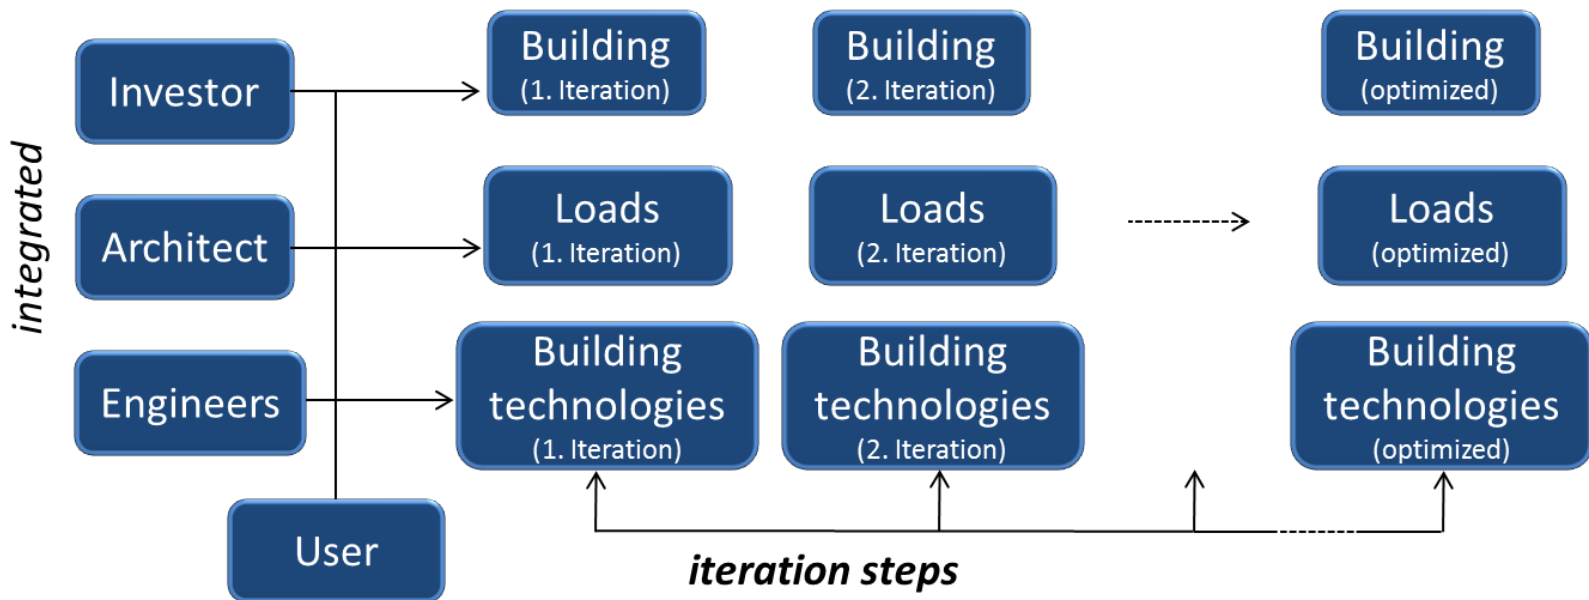 integrated
Investor
Architect
Engineers
User
Building
(1. Iteration)
Building
(2. Iteration)
Building
(optimized)
Loads
(1. Iteration)
Loads
(2. Iteration)
Loads
(optimized)
Building
technologies
(1. Iteration)
Building
technologies
(2. Iteration)
Building
technologies
(optimized)
iteration steps